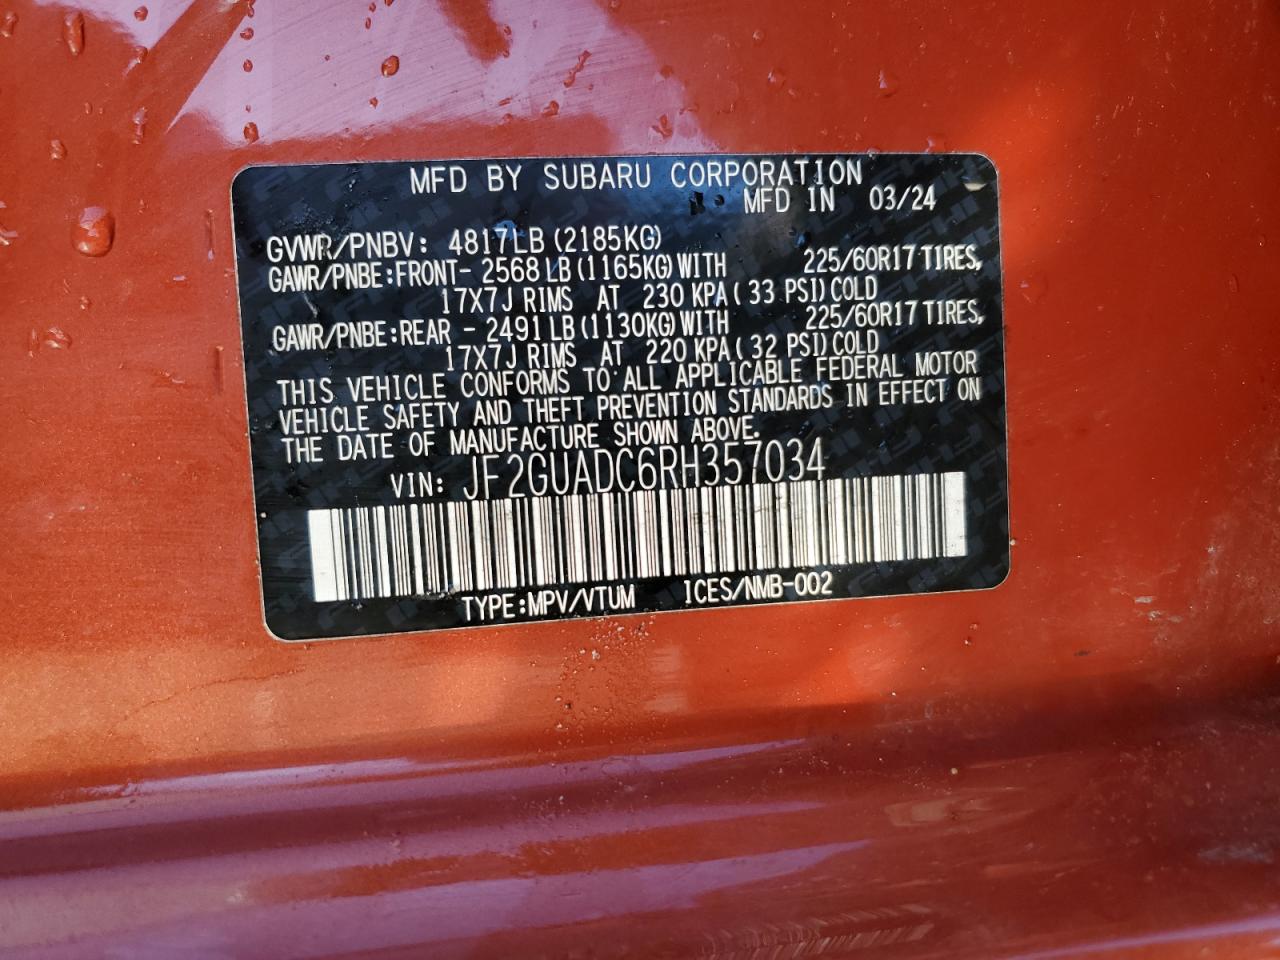 MFD BY SUBARU CORPORATION
MFD IN 03/24
GVWR/PNBV: 4817LB (2185KG)
GAWR/PNBE:FRONT- 2568 LB (1165KG) WITH 225/60R17 TIRES,
17X7J RIMS AT 230 KPA ( 33 PSI) COLD
GAWR/PNBE:REAR - 2491 LB (1130KG) WITH 225/60R17 TIRES,
17X7J RIMS AT 220 KPA ( 32 PSI) COLD
THIS VEHICLE CONFORMS TO ALL APPLICABLE FEDERAL MOTOR
VEHICLE SAFETY AND THEFT PREVENTION STANDARDS IN EFFECT ON
THE DATE OF MANUFACTURE SHOWN ABOVE.
VIN: JF2GUADC6RH357034
TYPE:MPV/VTUM ICES/NMB-002